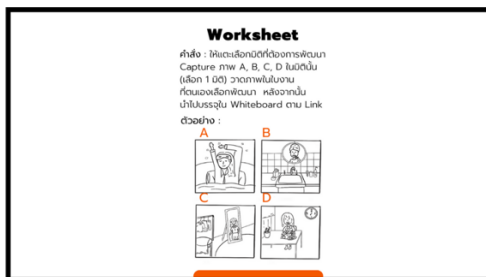 Worksheet
คำสั่ง : ให้แตะเลือกมิติที่ต้องการพัฒนา
Capture ภาพ A, B, C, D ในมิตินั้น
(เลือก 1 มิติ) วาดภาพในใบงาน
ที่ตนเองเลือกพัฒนา หลังจากนั้น
นำไปบรรจุใน Whiteboard ตาม Link
ตัวอย่าง :
A B
C D